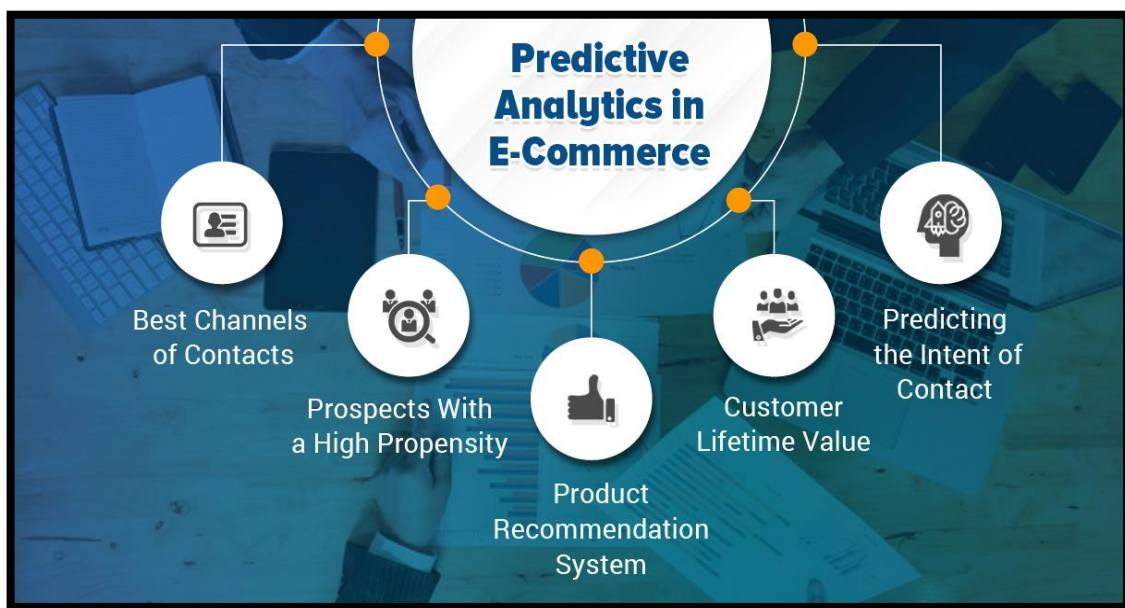 Predictive
Analytics in
E-Commerce
Best Channels
of Contacts
Prospects With
a High Propensity
Product
Recommendation
System
Customer
Lifetime Value
Predicting
the Intent of
Contact